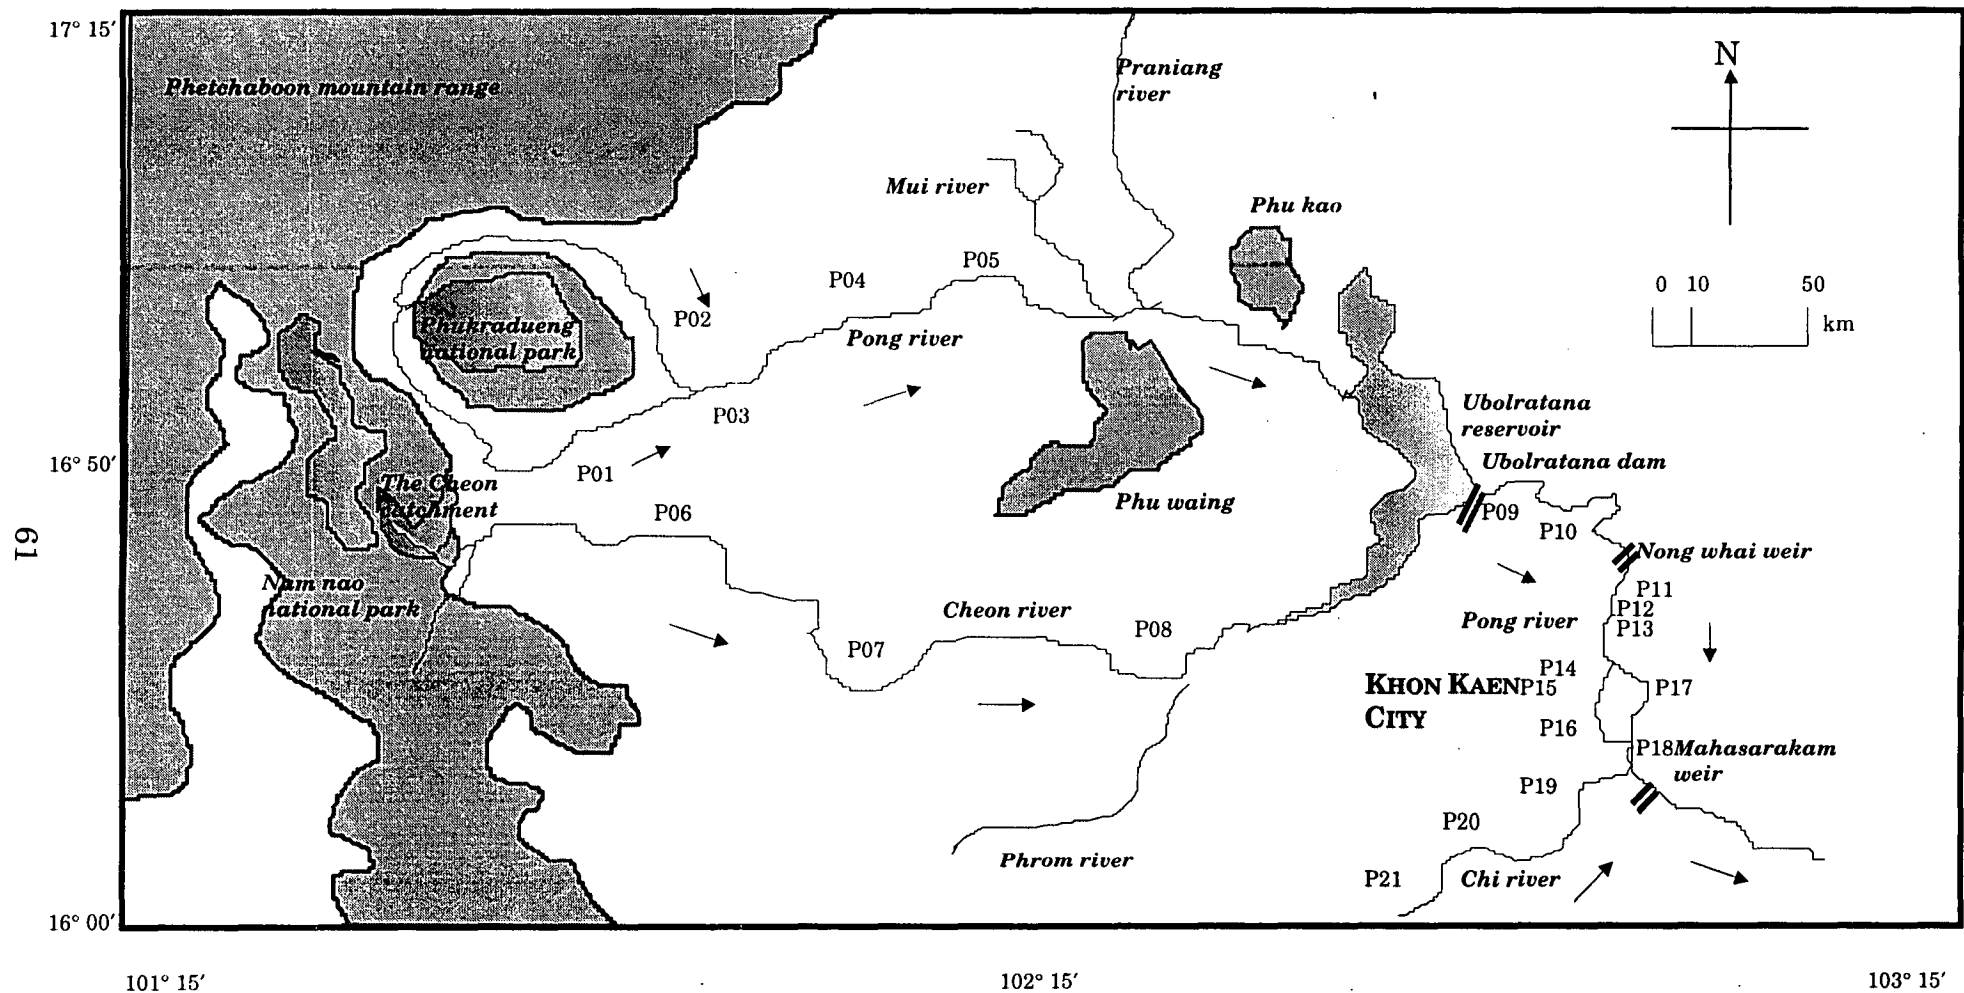 17° 15′
Phetchaboon mountain range
Praniang
river
N
Mui river
Phu kao
P05
P04
0 10 50
km
P02
Phukradueng
national park
Pong river
P03
Ubolratana
reservoir
16° 50′
P01
Ubolratana dam
The Cheon
catchment
Phu waing
P06
P09
P10
61
Nong whai weir
Nam nao
national park
P11
P12
Cheon river
Pong river
P13
P08
P07
P14
KHON KAEN
CITY
P15
P17
P16
P18
Mahasarakam
weir
P19
P20
Phrom river
P21
Chi river
16° 00′
101° 15′
102° 15′
103° 15′